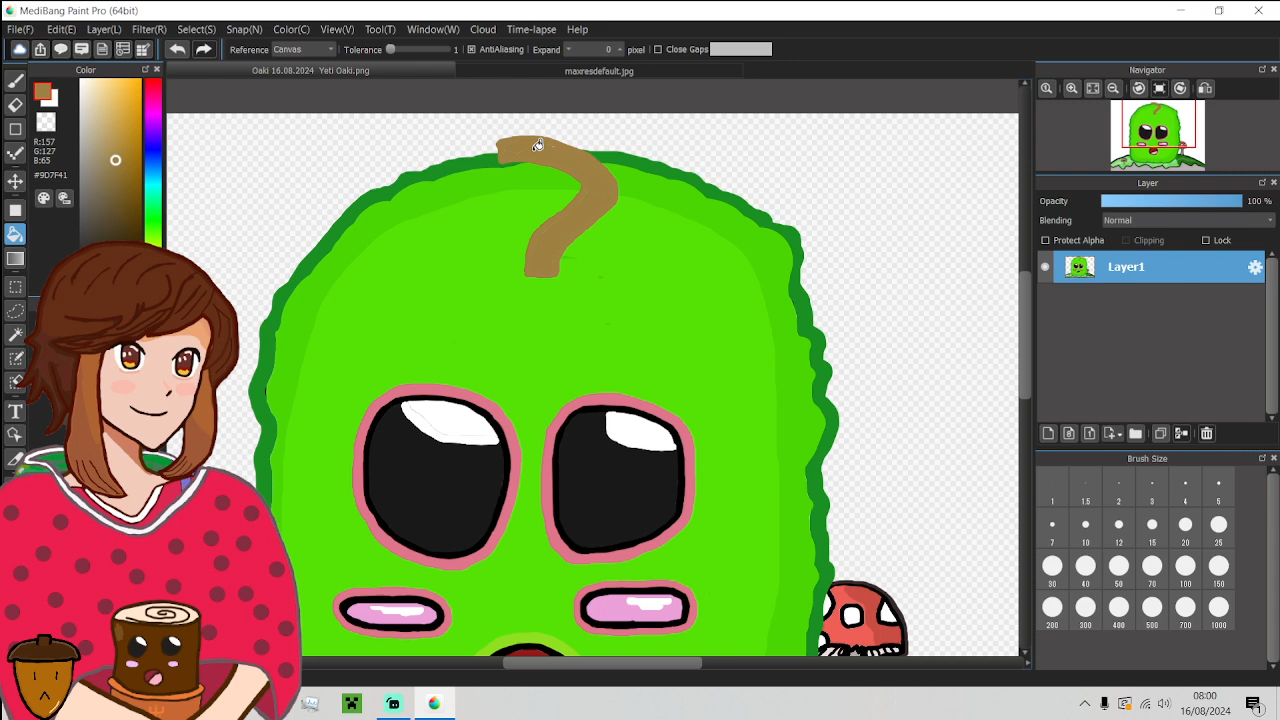 MediBang Paint Pro (64bit)
File(F) Edit(E) Layer(L) Filter(R) Select(S) Snap(N) Color(C) View(V) Tool(T) Window(W) Cloud Time-lapse Help
Reference Canvas Tolerance 1 AntiAliasing Expand 0 pixel Close Gaps
Color
Oaki 16.08.2024 Yeti Oaki.png
maxresdefault.jpg
Navigator
R:157
G:127
B:65
#9D7F41
Layer
Opacity 100 %
Blending Normal
Protect Alpha Clipping Lock
Layer1
Brush Size
1 1.5 2 3 4 5
7 10 12 15 20 25
30 40 50 70 100 150
200 300 400 500 700 1000
T
08:00
16/08/2024
1